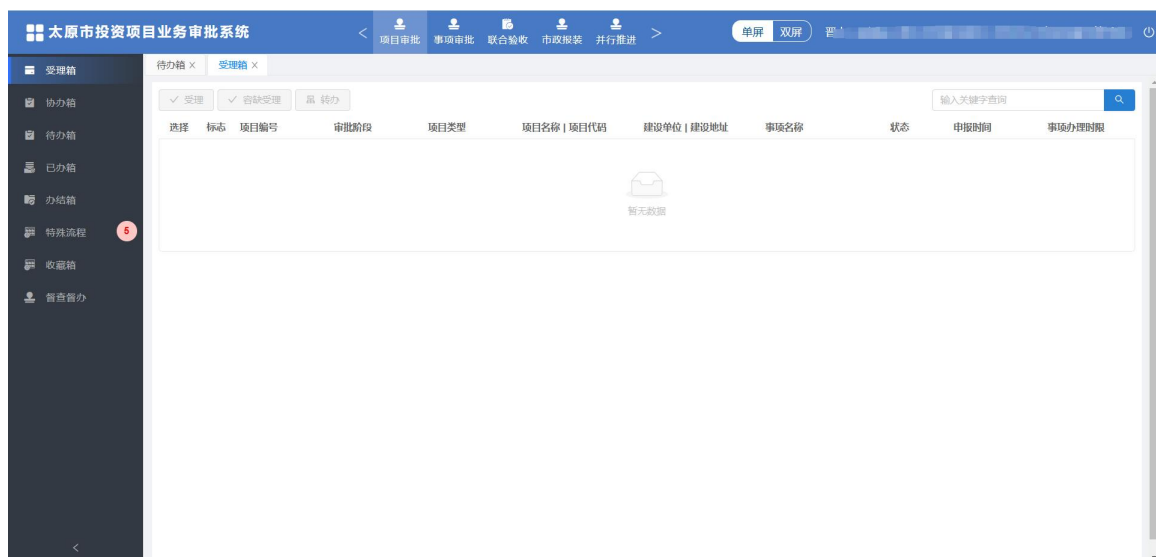 太原市投资项目业务审批系统
< 项目审批 事项审批 联合验收 市政报装 并行推进 >
单屏 双屏
受理箱
协办箱
待办箱
已办箱
办结箱
特殊流程 5
收藏箱
督查督办
<
待办箱 × 受理箱 ×
受理 容缺受理 转办
输入关键字查询
选择 标志 项目编号 审批阶段 项目类型 项目名称 | 项目代码 建设单位 | 建设地址 事项名称 状态 申报时间 事项办理时限
暂无数据